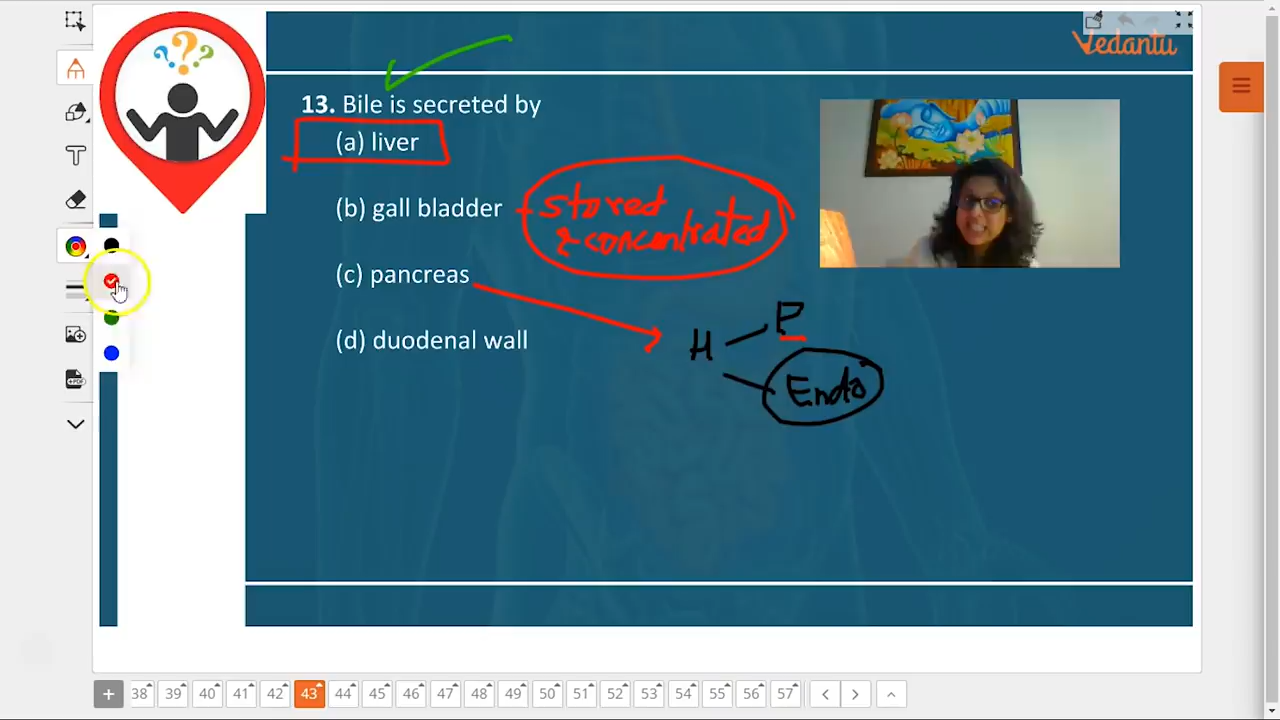 Vedantu
13. Bile is secreted by
(a) liver
(b) gall bladder
stored
& concentrated
(c) pancreas
H
E
Endo
(d) duodenal wall
38 39 40 41 42 43 44 45 46 47 48 49 50 51 52 53 54 55 56 57